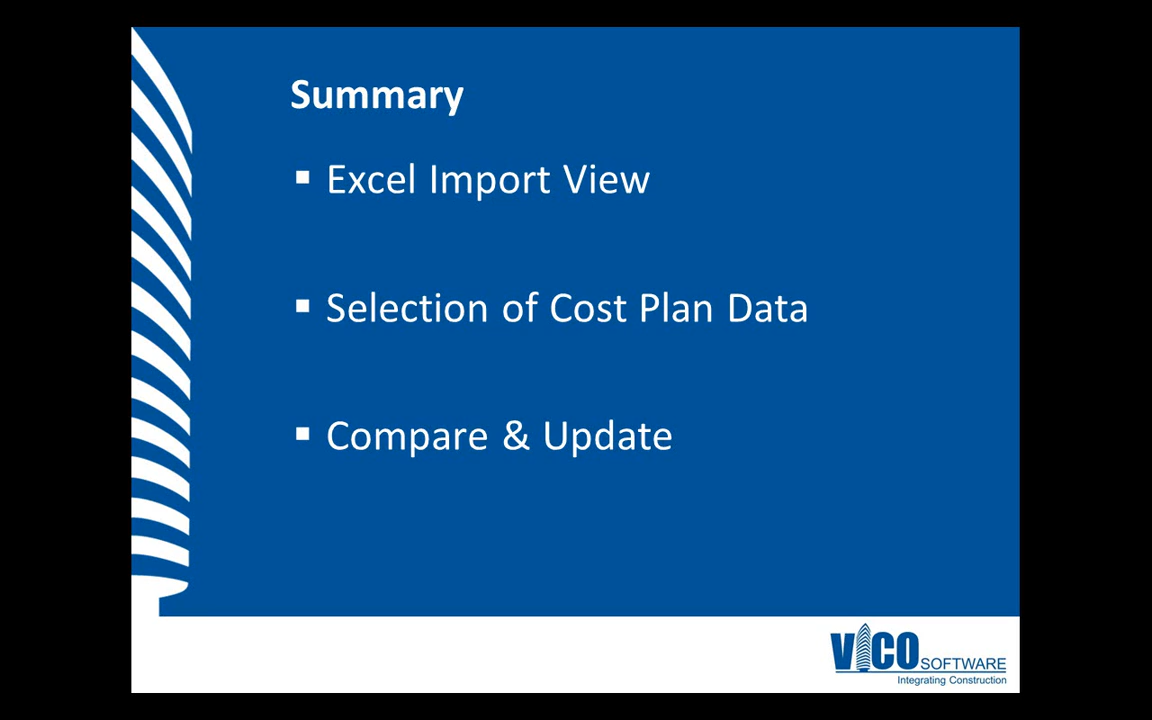 Summary
▪ Excel Import View
▪ Selection of Cost Plan Data
▪ Compare & Update
VICO SOFTWARE
Integrating Construction